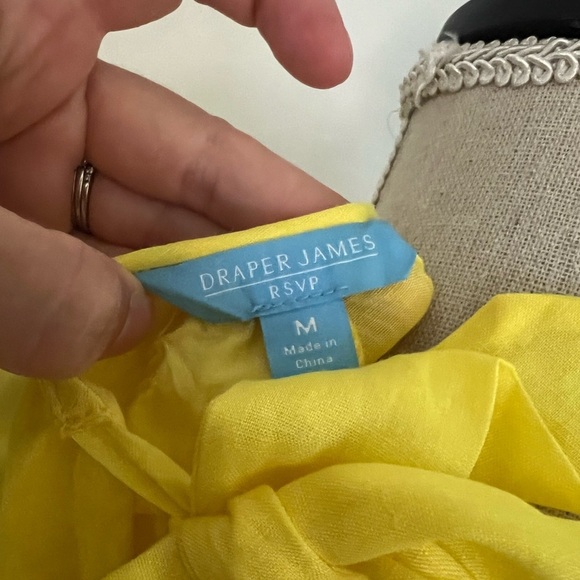 DRAPER JAMES
RSVP
M
Made in
China